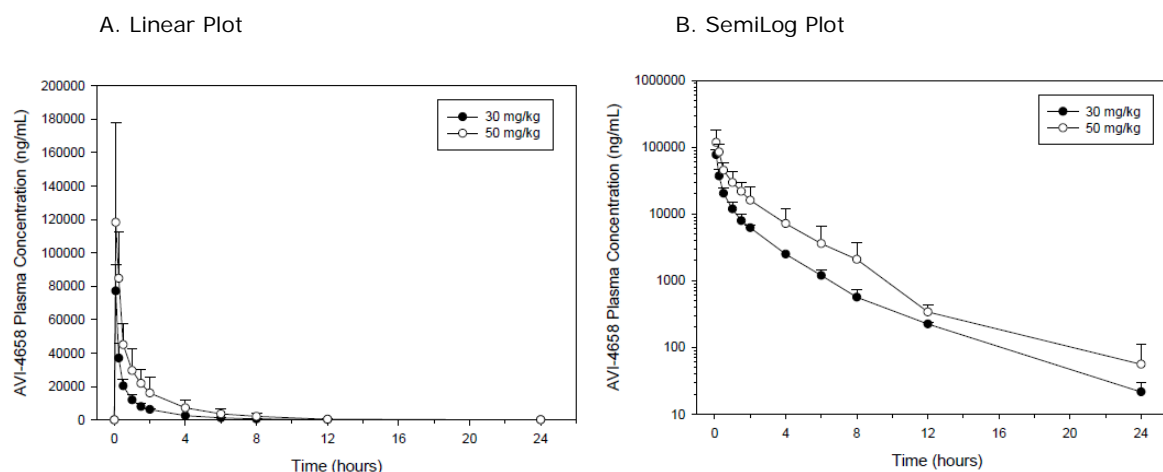 A. Linear Plot
AVI-4658 Plasma Concentration (ng/mL)
200000
180000
160000
140000
120000
100000
80000
60000
40000
20000
0
30 mg/kg
50 mg/kg
0 4 8 12 16 20 24
Time (hours)
B. SemiLog Plot
AVI-4658 Plasma Concentration (ng/mL)
1000000
100000
10000
1000
100
10
30 mg/kg
50 mg/kg
0 4 8 12 16 20 24
Time (hours)